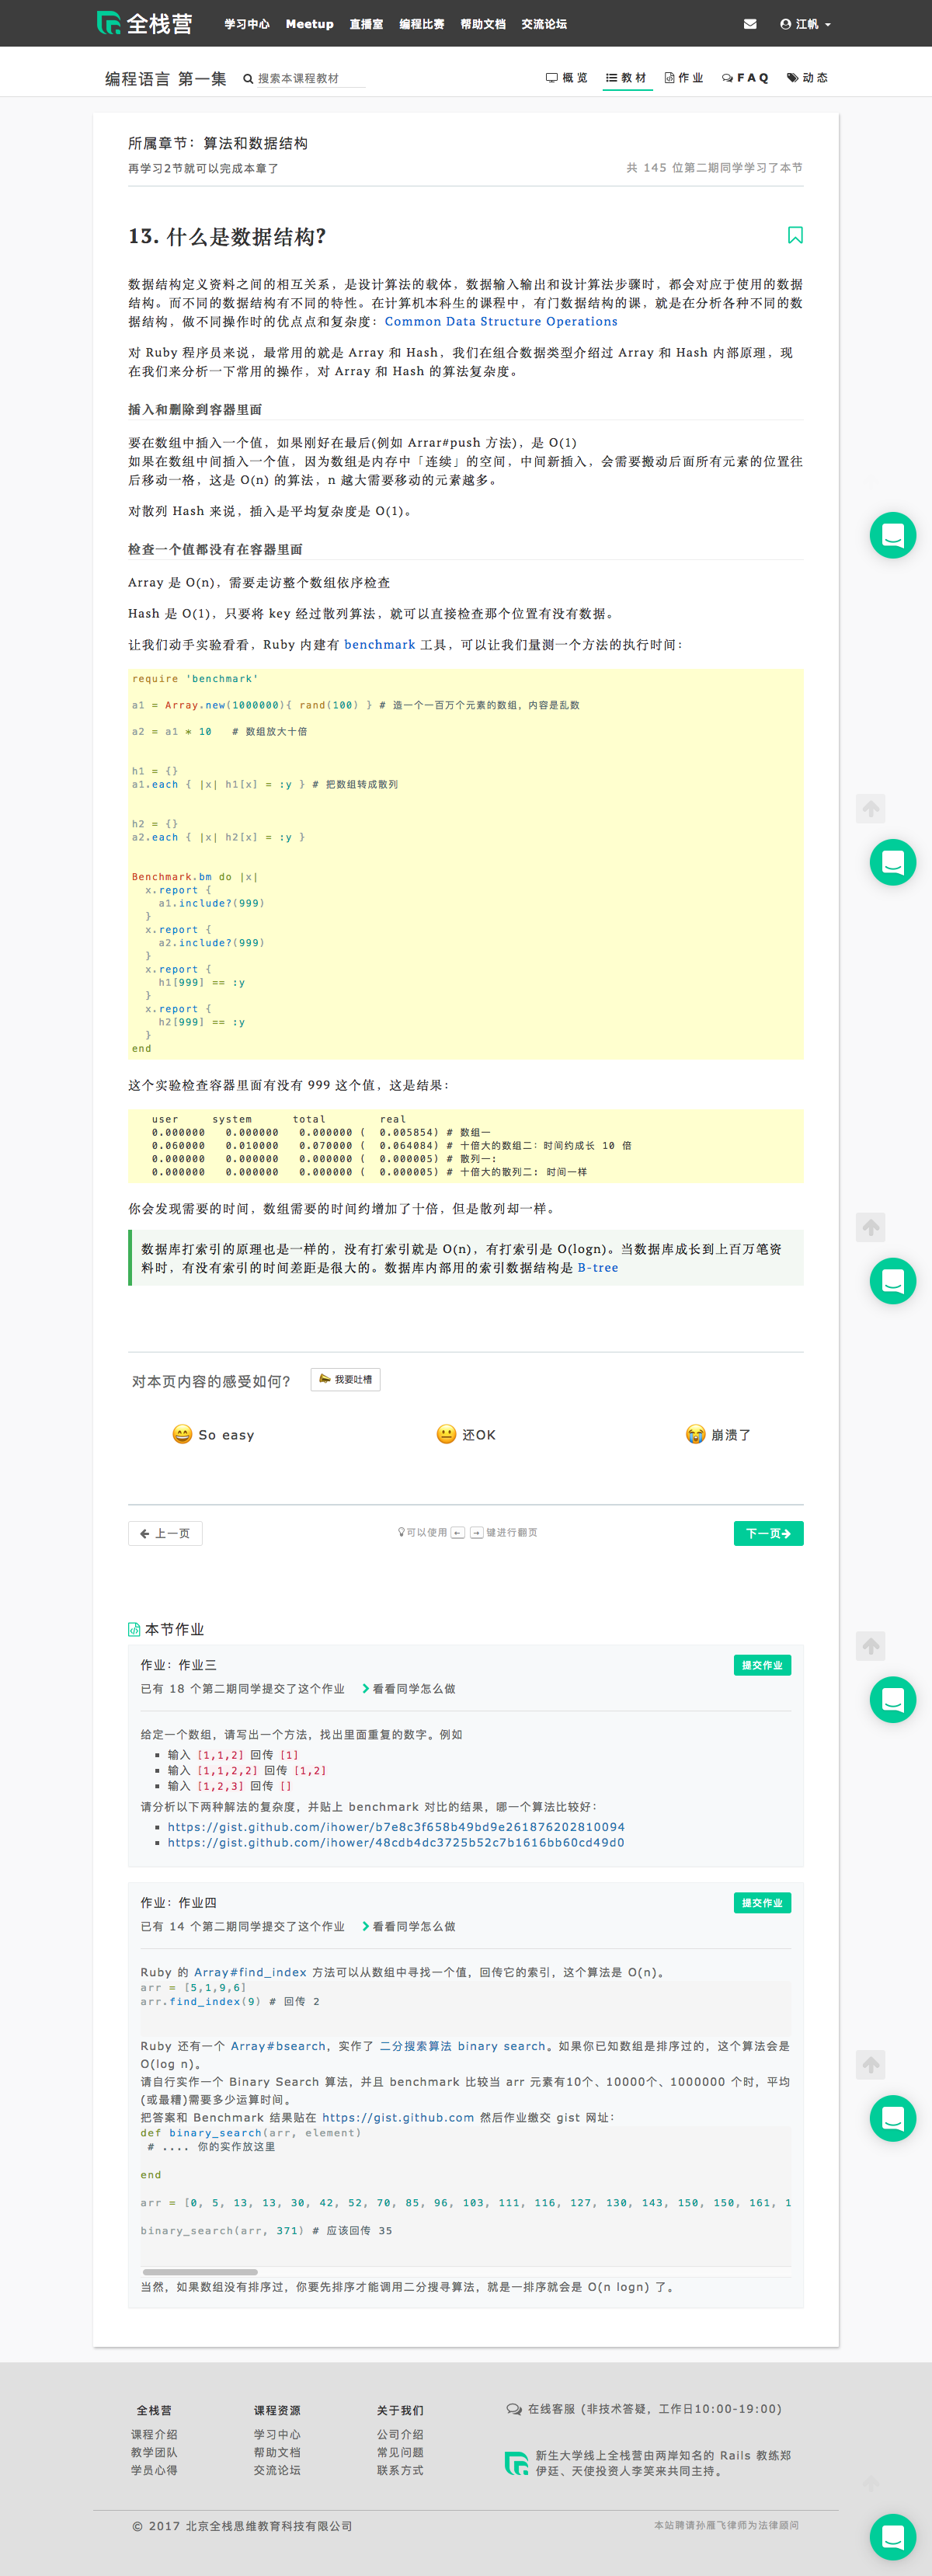 全栈营 学习中心 Meetup 直播室 编程比赛 帮助文档 交流论坛 江帆
编程语言 第一集 搜索本课程教材 概览 教材 作业 FAQ 动态
所属章节：算法和数据结构
再学习2节就可以完成本章了 共 145 位第二期同学学习了本节
13. 什么是数据结构?
数据结构定义资料之间的相互关系，是设计算法的载体，数据输入输出和设计算法步骤时，都会对应于使用的数据
结构。而不同的数据结构有不同的特性。在计算机本科生的课程中，有门数据结构的课，就是在分析各种不同的数
据结构，做不同操作时的优点点和复杂度：Common Data Structure Operations
对 Ruby 程序员来说，最常用的就是 Array 和 Hash，我们在组合数据类型介绍过 Array 和 Hash 内部原理，现
在我们来分析一下常用的操作，对 Array 和 Hash 的算法复杂度。
插入和删除到容器里面
要在数组中插入一个值，如果刚好在最后(例如 Arrar#push 方法)，是 O(1)
如果在数组中间插入一个值，因为数组是内存中「连续」的空间，中间新插入，会需要搬动后面所有元素的位置往
后移动一格，这是 O(n) 的算法，n 越大需要移动的元素越多。
对散列 Hash 来说，插入是平均复杂度是 O(1)。
检查一个值都没有在容器里面
Array 是 O(n)，需要走访整个数组依序检查
Hash 是 O(1)，只要将 key 经过散列算法，就可以直接检查那个位置有没有数据。
让我们动手实验看看，Ruby 内建有 benchmark 工具，可以让我们量测一个方法的执行时间：
require 'benchmark'
a1 = Array.new(1000000){ rand(100) } # 造一个一百万个元素的数组，内容是乱数
a2 = a1 * 10   # 数组放大十倍
h1 = {}
a1.each { |x| h1[x] = :y } # 把数组转成散列
h2 = {}
a2.each { |x| h2[x] = :y }
Benchmark.bm do |x|
  x.report {
    a1.include?(999)
  }
  x.report {
    a2.include?(999)
  }
  x.report {
    h1[999] == :y
  }
  x.report {
    h2[999] == :y
  }
end
这个实验检查容器里面有没有 999 这个值，这是结果：
user     system      total        real
0.000000   0.000000   0.000000 (  0.005854) # 数组一
0.060000   0.010000   0.070000 (  0.064084) # 十倍大的数组二：时间约成长 10 倍
0.000000   0.000000   0.000000 (  0.000005) # 散列一：
0.000000   0.000000   0.000000 (  0.000005) # 十倍大的散列二: 时间一样
你会发现需要的时间，数组需要的时间约增加了十倍，但是散列却一样。
数据库打索引的原理也是一样的，没有打索引就是 O(n)，有打索引是 O(logn)。当数据库成长到上百万笔资
料时，有没有索引的时间差距是很大的。数据库内部用的索引数据结构是 B-tree
对本页内容的感受如何? 我要吐槽
So easy 还OK 崩溃了
← 上一页 可以使用 ← → 键进行翻页 下一页→
本节作业
作业：作业三 提交作业
已有 18 个第二期同学提交了这个作业 看看同学怎么做
给定一个数组，请写出一个方法，找出里面重复的数字。例如
▪ 输入 [1,1,2] 回传 [1]
▪ 输入 [1,1,2,2] 回传 [1,2]
▪ 输入 [1,2,3] 回传 []
请分析以下两种解法的复杂度，并贴上 benchmark 对比的结果，哪一个算法比较好：
▪ https://gist.github.com/ihower/b7e8c3f658b49bd9e261876202810094
▪ https://gist.github.com/ihower/48cdb4dc3725b52c7b1616bb60cd49d0
作业：作业四 提交作业
已有 14 个第二期同学提交了这个作业 看看同学怎么做
Ruby 的 Array#find_index 方法可以从数组中寻找一个值，回传它的索引，这个算法是 O(n)。
arr = [5,1,9,6]
arr.find_index(9) # 回传 2
Ruby 还有一个 Array#bsearch，实作了 二分搜索算法 binary search。如果你已知数组是排序过的，这个算法会是
O(log n)。
请自行实作一个 Binary Search 算法，并且 benchmark 比较当 arr 元素有10个、10000个、1000000 个时，平均
(或最糟)需要多少运算时间。
把答案和 Benchmark 结果贴在 https://gist.github.com 然后作业缴交 gist 网址：
def binary_search(arr, element)
 # .... 你的实作放这里
end
arr = [0, 5, 13, 13, 30, 42, 52, 70, 85, 96, 103, 111, 116, 127, 130, 143, 150, 150, 161, 1
binary_search(arr, 371) # 应该回传 35
当然，如果数组没有排序过，你要先排序才能调用二分搜寻算法，就是一排序就会是 O(n logn) 了。
全栈营 课程资源 关于我们 在线客服 (非技术答疑，工作日10:00-19:00)
课程介绍 学习中心 公司介绍
教学团队 帮助文档 常见问题 新生大学线上全栈营由两岸知名的 Rails 教练郑
学员心得 交流论坛 联系方式 伊廷、天使投资人李笑来共同主持。
© 2017 北京全栈思维教育科技有限公司 本站聘请孙雁飞律师为法律顾问